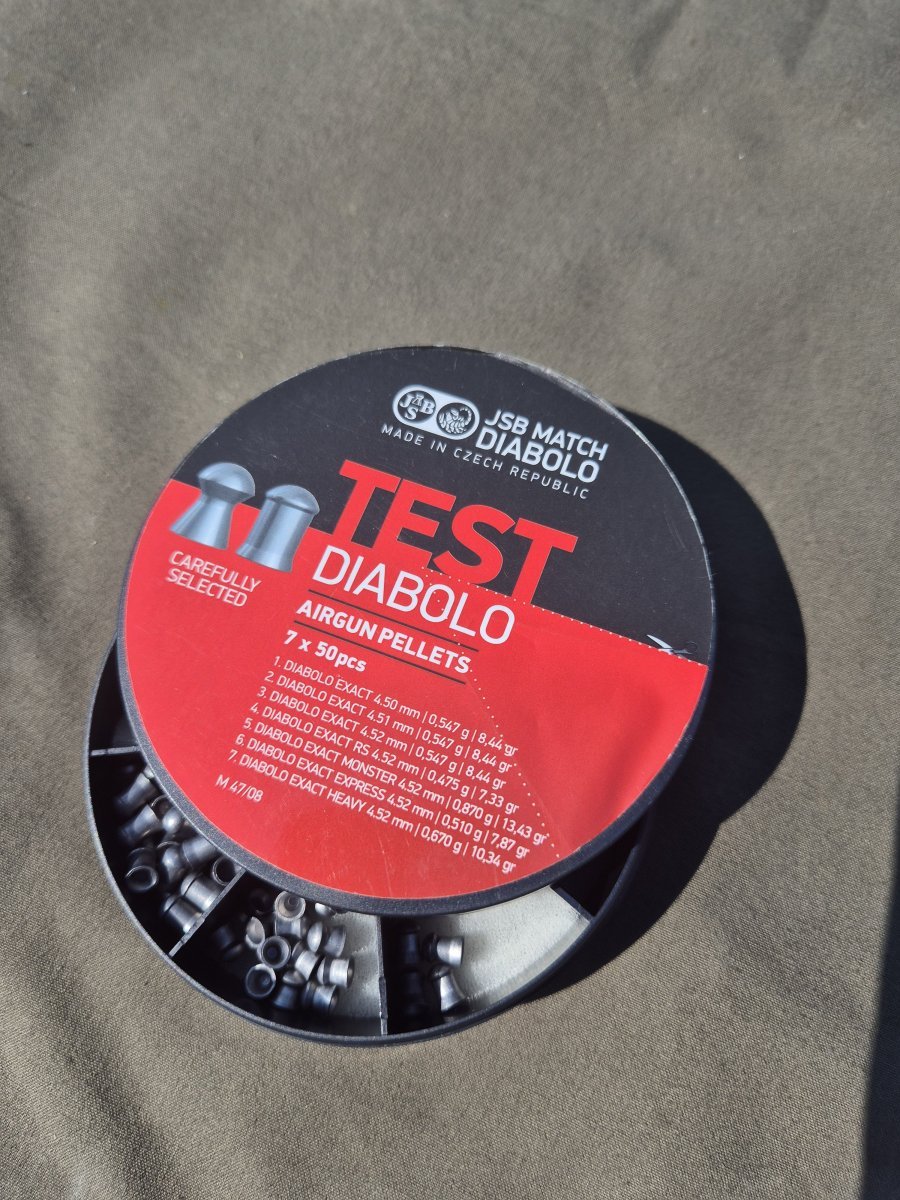 JSB
JSB MATCH
DIABOLO
MADE IN CZECH REPUBLIC
TEST
DIABOLO
AIRGUN PELLETS
7 x 50pcs
CAREFULLY
SELECTED
1. DIABOLO EXACT 4.50 mm | 0,547 g | 8,44 gr
2. DIABOLO EXACT 4.51 mm | 0,547 g | 8,44 gr
3. DIABOLO EXACT 4.52 mm | 0,547 g | 8,44 gr
4. DIABOLO EXACT RS 4.52 mm | 0,475 g | 7,33 gr
5. DIABOLO EXACT MONSTER 4,52 mm | 0,870 g | 13,43 gr
6. DIABOLO EXACT EXPRESS 4.52 mm | 0,510 g | 7,87 gr
7. DIABOLO EXACT HEAVY 4.52 mm | 0,670 g | 10,34 gr
M 47/08